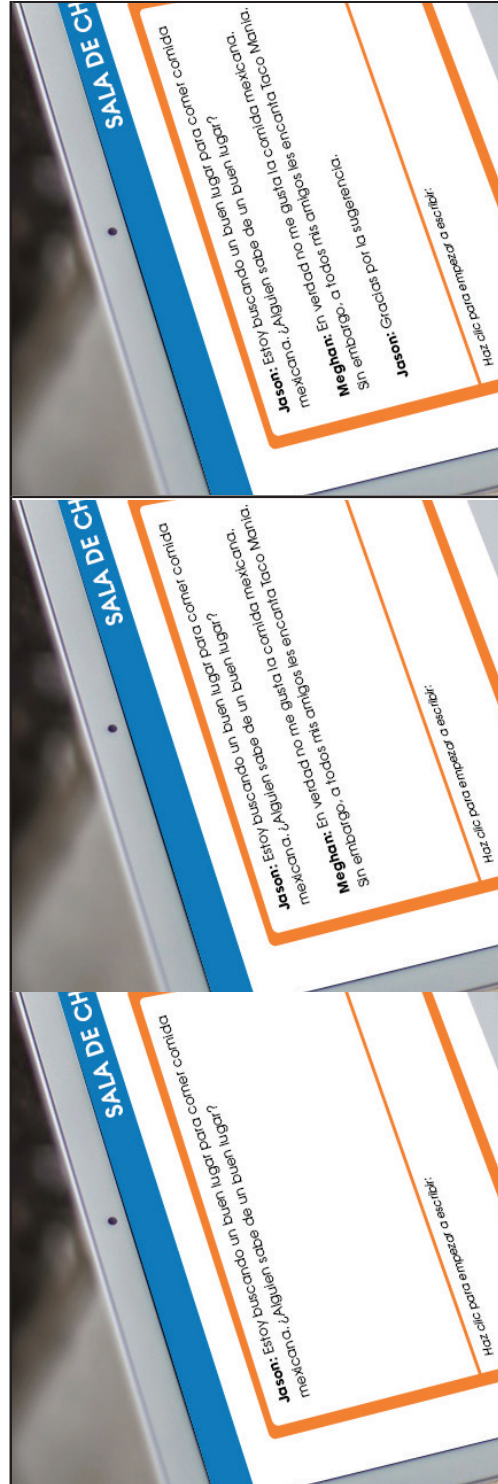 SALA DE CH
Jason: Estoy buscando un buen lugar para comer comida
mexicana. ¿Alguien sabe de un buen lugar?
Haz clic para empezar a escribir:
SALA DE CH
Jason: Estoy buscando un buen lugar para comer comida
mexicana. ¿Alguien sabe de un buen lugar?
Meghan: En verdad no me gusta la comida mexicana.
Sin embargo, a todos mis amigos les encanta Taco Mania.
Haz clic para empezar a escribir:
SALA DE CH
Jason: Estoy buscando un buen lugar para comer comida
mexicana. ¿Alguien sabe de un buen lugar?
Meghan: En verdad no me gusta la comida mexicana.
Sin embargo, a todos mis amigos les encanta Taco Mania.
Jason: Gracias por la sugerencia.
Haz clic para empezar a escribir: